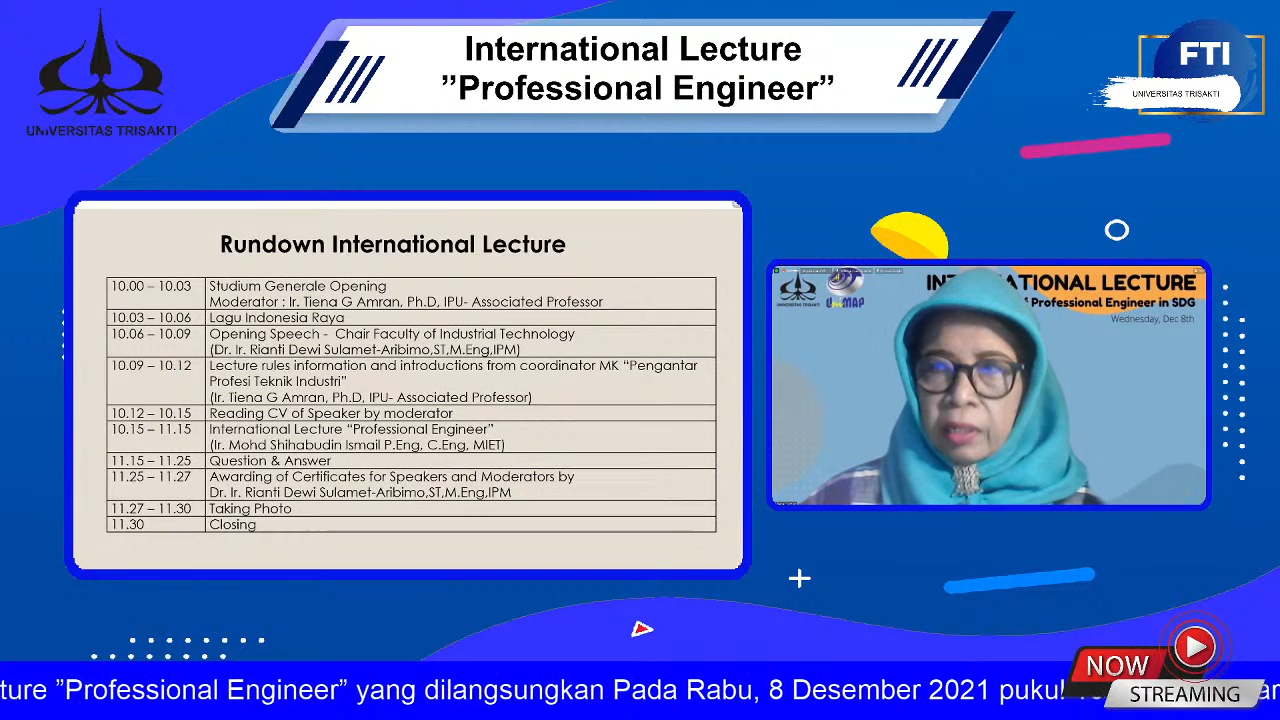 International Lecture
”Professional Engineer”
UNIVERSITAS TRISAKTI
FTI
UNIVERSITAS TRISAKTI
Rundown International Lecture
10.00 – 10.03 Studium Generale Opening
Moderator : Ir. Tiena G Amran, Ph.D, IPU- Associated Professor
10.03 – 10.06 Lagu Indonesia Raya
10.06 – 10.09 Opening Speech - Chair Faculty of Industrial Technology
(Dr. Ir. Rianti Dewi Sulamet-Aribimo,ST,M.Eng,IPM)
10.09 – 10.12 Lecture rules information and introductions from coordinator MK “Pengantar
Profesi Teknik Industri”
(Ir. Tiena G Amran, Ph.D, IPU- Associated Professor)
10.12 – 10.15 Reading CV of Speaker by moderator
10.15 – 11.15 International Lecture “Professional Engineer”
(Ir. Mohd Shihabudin Ismail P.Eng, C.Eng, MIET)
11.15 – 11.25 Question & Answer
11.25 – 11.27 Awarding of Certificates for Speakers and Moderators by
Dr. Ir. Rianti Dewi Sulamet-Aribimo,ST,M.Eng,IPM
11.27 – 11.30 Taking Photo
11.30 Closing
LECTURE
Professional Engineer in SDG
Wednesday, Dec 8th
ture ”Professional Engineer” yang dilangsungkan Pada Rabu, 8 Desember 2021
NOW
STREAMING